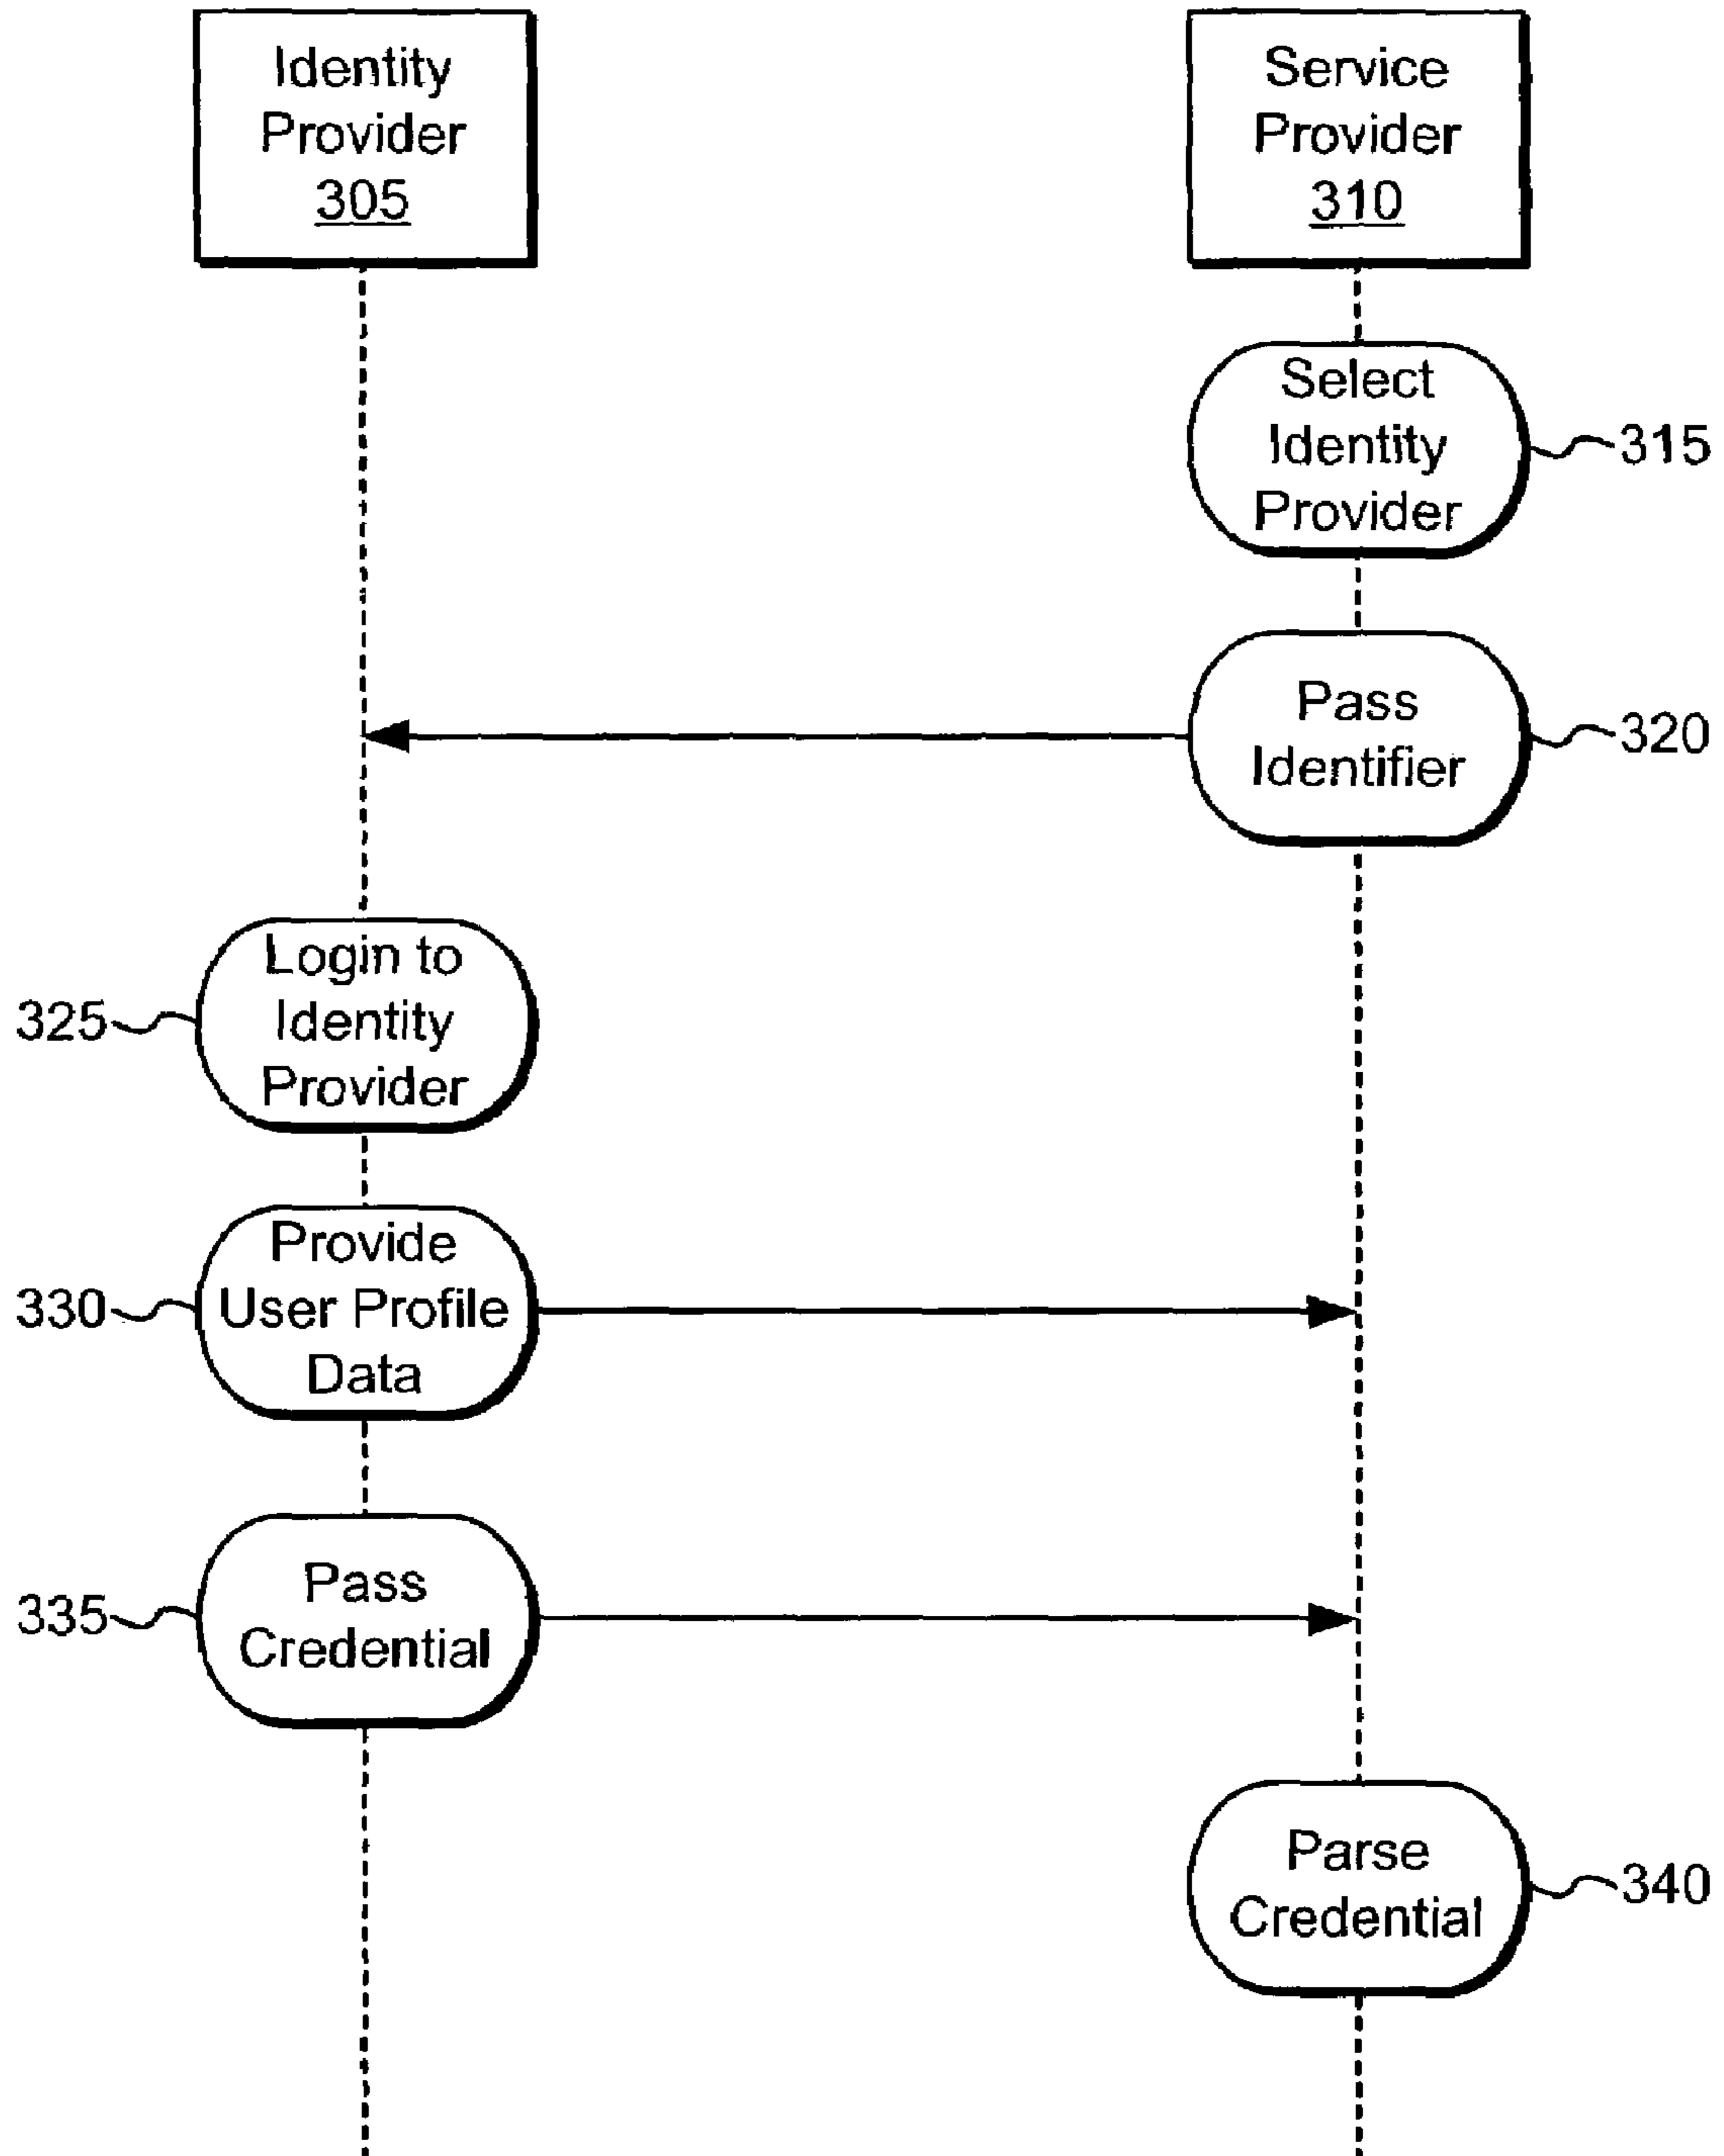 Identity
Provider
305
Service
Provider
310
Select
Identity
Provider
315
Pass
Identifier
320
Login to
Identity
Provider
325
Provide
User Profile
Data
330
Pass
Credential
335
Parse
Credential
340